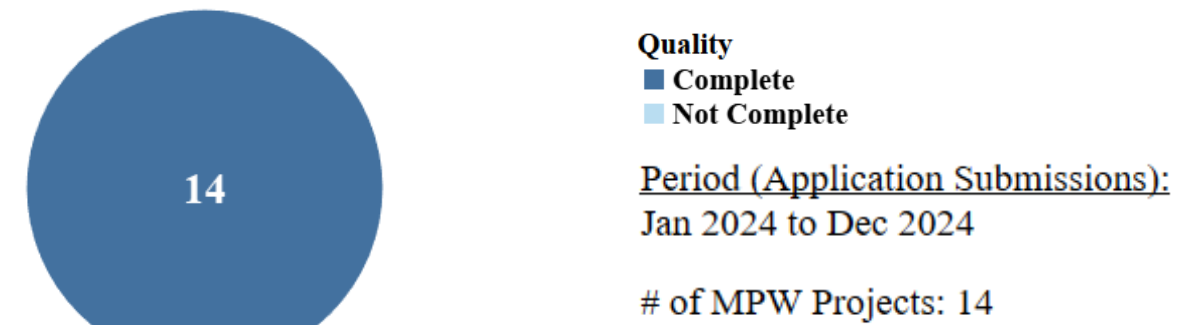 14
Quality
Complete
Not Complete
Period (Application Submissions):
Jan 2024 to Dec 2024
# of MPW Projects: 14